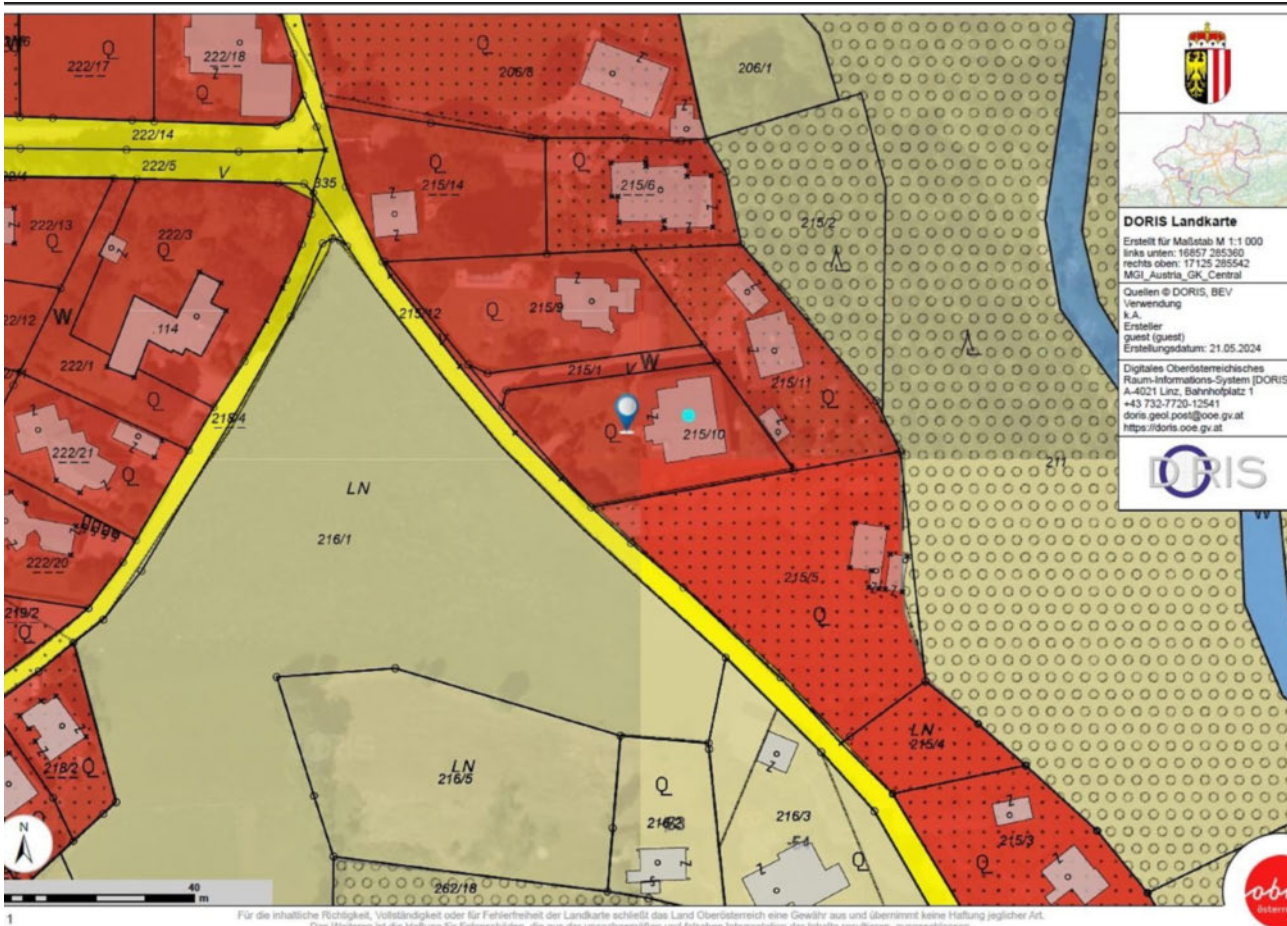 222/17
Q
222/18
Z
Q
Q
206/8
206/1
222/14
222/5
V
335
Q
215/14
Z
Q
215/6
Z
215/2
222/13
Q
222/3
Q
Z
.114
22/12
W
222/1
Q
215/12
V
Q
215/9
Z
215/1
V
W
Z
Z
215/11
Q
Z
Q
Z
215/10
211
218/4
222/21
Z
Z
Q
LN
216/1
222/20
219/2
Q
215/5
Q
LN
215/4
218/2
Q
LN
216/5
Q
Z
216/3
Z
Z
Q
Z
215/3
Q
Z
262/18
N
40
m
1
DORIS Landkarte
Erstellt für Maßstab M 1:1 000
links unten: 16857 285360
rechts oben: 17125 285542
MGI_Austria_GK_Central
Quellen © DORIS, BEV
Verwendung
k.A.
Ersteller
guest (guest)
Erstellungsdatum: 21.05.2024
Digitales Oberösterreichisches
Raum-Informations-System [DORIS
A-4021 Linz, Bahnhofplatz 1
+43 732-7720-12541
doris.geol.post@ooe.gv.at
https://doris.ooe.gv.at
DORIS
W
Für die inhaltliche Richtigkeit, Vollständigkeit oder für Fehlerfreiheit der Landkarte schließt das Land Oberösterreich eine Gewähr aus und übernimmt keine Haftung jeglicher Art.